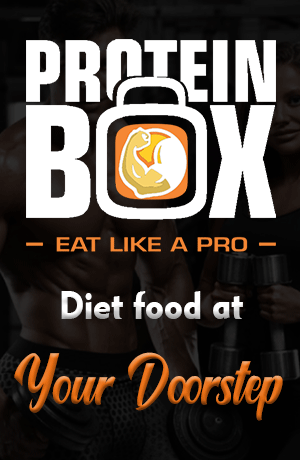 PROTEIN
BOX
– EAT LIKE A PRO –
Diet food at
Your Doorstep